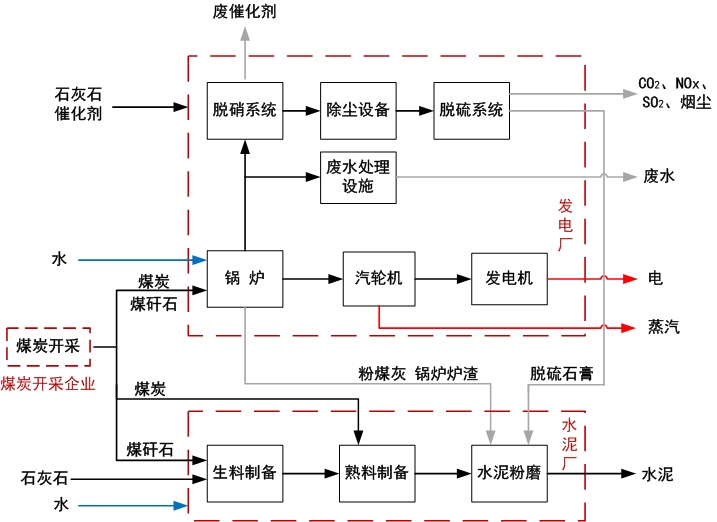 废催化剂
石灰石
催化剂
脱硝系统
除尘设备
脱硫系统
CO2、NOx、
SO2、烟尘
废水处理
设施
废水
发电厂
水
锅 炉
汽轮机
发电机
电
煤炭
煤矸石
蒸汽
煤炭开采
煤炭开采企业
粉煤灰 锅炉炉渣
脱硫石膏
煤炭
水泥厂
煤矸石
生料制备
熟料制备
水泥粉磨
水泥
石灰石
水